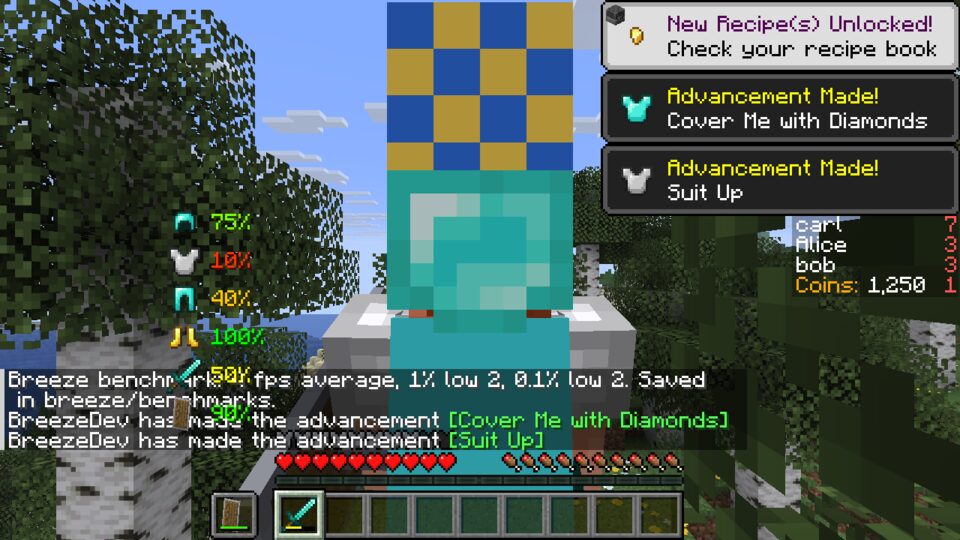 New Recipe(s) Unlocked!
Check your recipe book
Advancement Made!
Cover Me with Diamonds
Advancement Made!
Suit Up
carl 7
Alice 3
bob 3
Coins: 1,250 1
75%
10%
40%
100%
50%
90%
Breeze benchmark: fps average, 1% low 2, 0.1% low 2. Saved
in breeze/benchmarks.
BreezeDev has made the advancement [Cover Me with Diamonds]
BreezeDev has made the advancement [Suit Up]